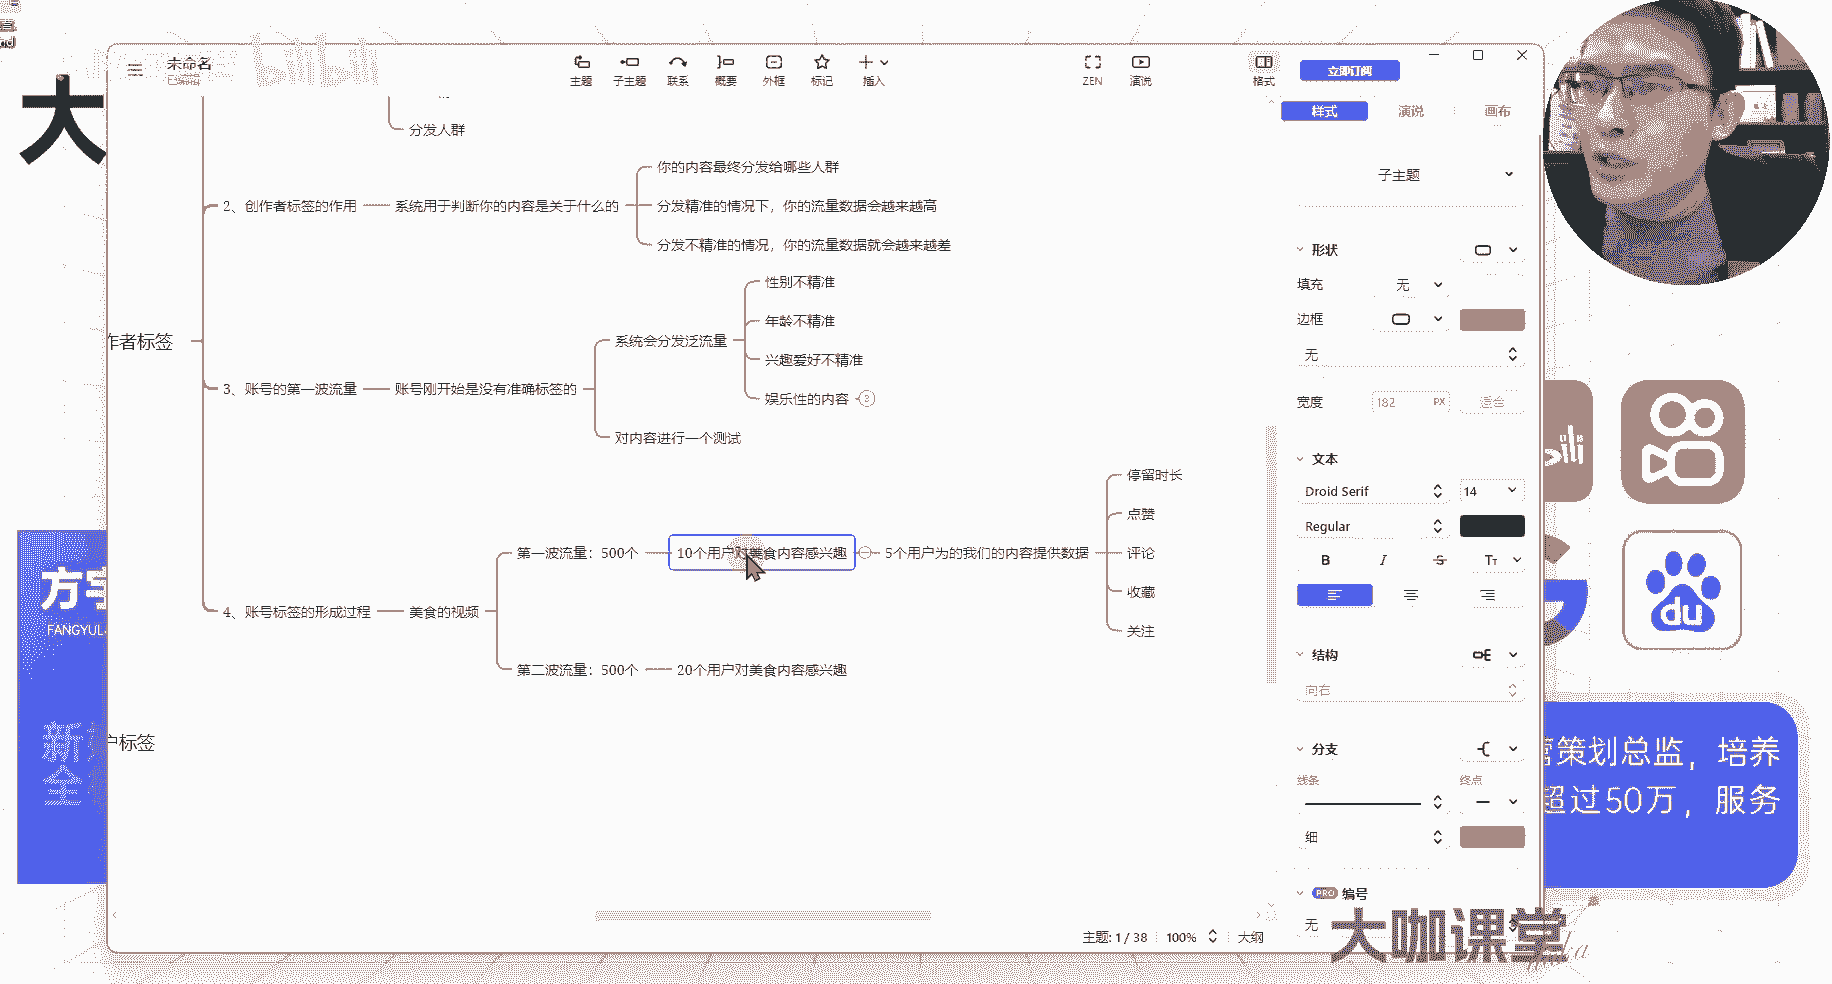 大
未命名
已编辑
bilibili
主题
子主题
联系
概要
外框
标记
插入
ZEN
演说
格式
立即订阅
分发人群
2、创作者标签的作用
系统用于判断你的内容是关于什么的
你的内容最终分发给哪些人群
分发精准的情况下，你的流量数据会越来越高
分发不精准的情况，你的流量数据就会越来越差
作者标签
3、账号的第一波流量
账号刚开始是没有准确标签的
系统会分发泛流量
性别不精准
年龄不精准
兴趣爱好不精准
娱乐性的内容
对内容进行一个测试
4、账号标签的形成过程
美食的视频
第一波流量：500个
10个用户对美食内容感兴趣
5个用户为的我们的内容提供数据
停留时长
点赞
评论
收藏
关注
第二波流量：500个
20个用户对美食内容感兴趣
户标签
样式
演说
画布
子主题
形状
填充
无
边框
无
宽度
182
PX
适合
文本
Droid Serif
14
Regular
B
I
S
Tт
结构
向右
分支
线条
终点
细
PRO
编号
无
主题: 1 / 38
100%
大纲
方宇
FANGYUL
新
全
营策划总监，培养
超过50万，服务
du
大咖课堂